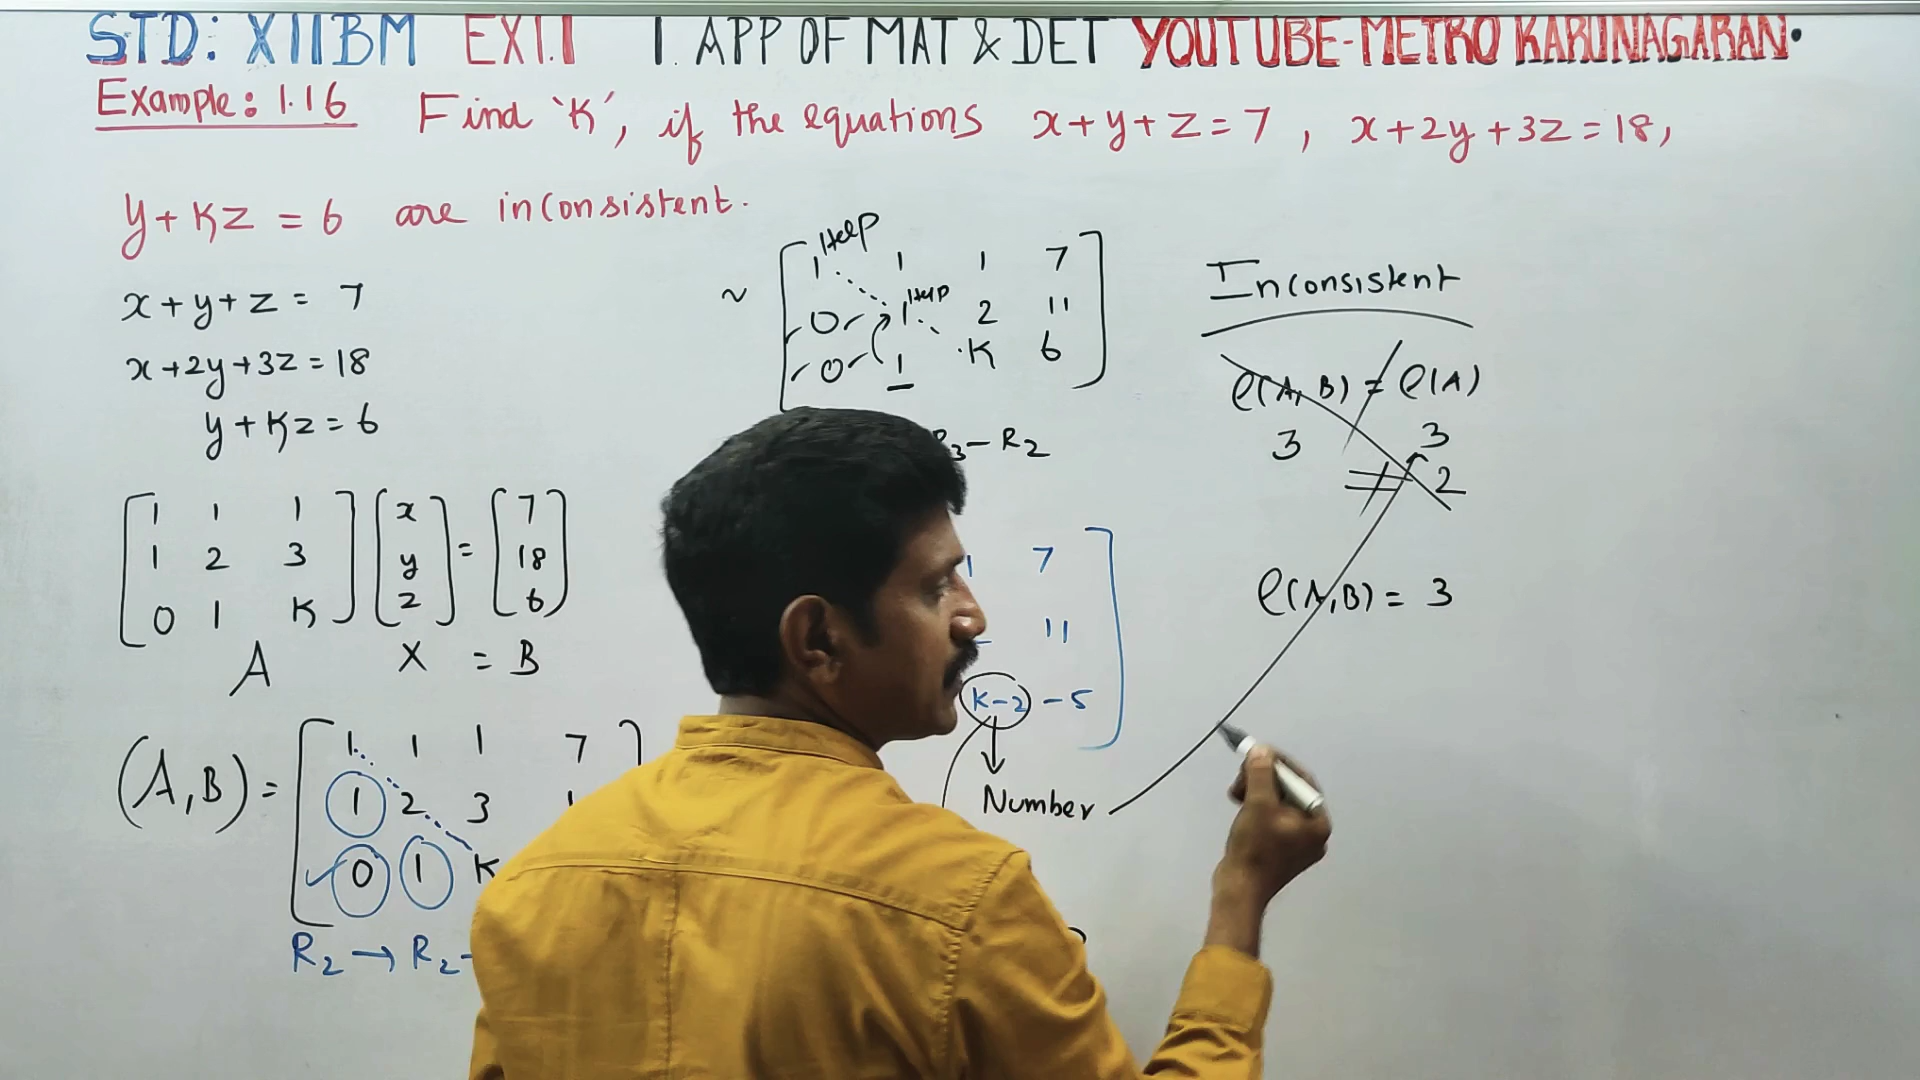 STD: XIIBM EX1.1 1. APP OF MAT & DET YOUTUBE-METRO KARUNAGARAN.
Example: 1.16 Find 'K', if the equations x+y+z=7, x+2y+3z=18,
y+Kz=6 are inconsistent.
x+y+z=7
x+2y+3z=18
y+Kz=6
1 1 1 x 7
1 2 3 y = 18
0 1 K z 6
A X = B
(A,B)= 1 1 1 7
1 2 3
0 1 K
R2→R2-
Help
~ 1 1 1 7
Help
0 1 2 11
0 1 K 6
R3-R2
1 7
11
K-2 -5
Number
Inconsistent
ρ(A,B) ≠ ρ(A)
3 3
≠ 2
ρ(A,B) = 3